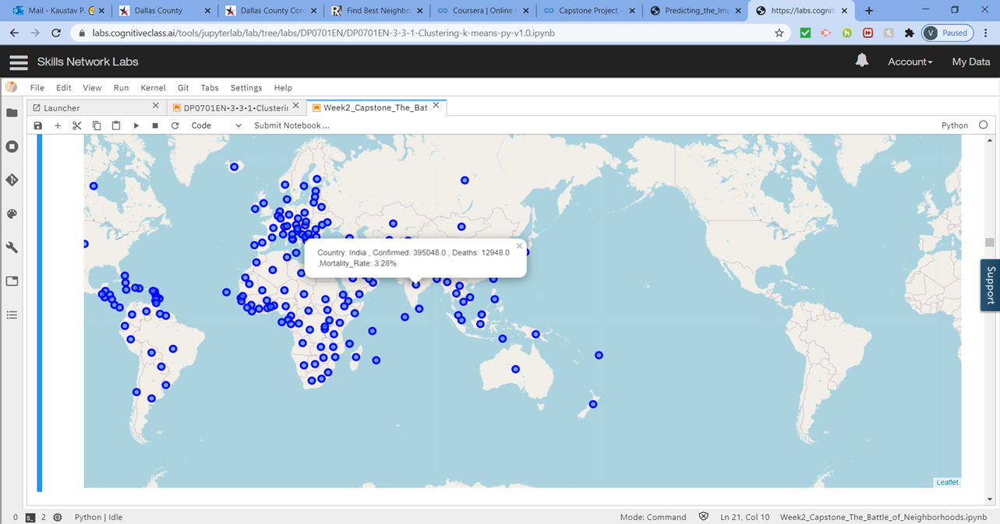 Mail - Kaustav P.
Dallas County
Dallas County Cor
Find Best Neighbo
Coursera | Online
Capstone Project -
Predicting_the_Im
https://labs.cogniti
labs.cognitiveclass.ai/tools/jupyterlab/lab/tree/labs/DP0701EN/DP0701EN-3-3-1-Clustering-k-means-py-v1.0.ipynb
V Paused
Skills Network Labs
Account
My Data
File Edit View Run Kernel Git Tabs Settings Help
Launcher
DP0701EN-3-3-1-Clusterin
Week2_Capstone_The_Bat
Code
Submit Notebook ...
Python
Country: India , Confirmed: 395048.0 , Deaths: 12948.0
,Mortality_Rate: 3.28%
Support
Leaflet
0 2 Python | Idle
Mode: Command
Ln 21, Col 10
Week2_Capstone_The_Battle_of_Neighborhoods.ipynb